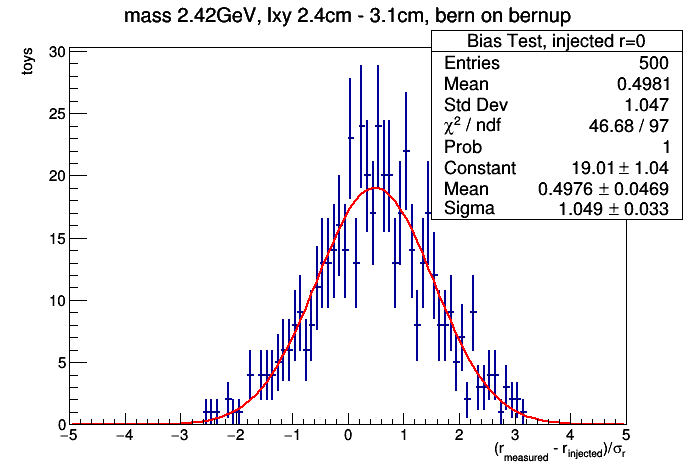 mass 2.42GeV, lxy 2.4cm - 3.1cm, bern on bernup
Bias Test, injected r=0
Entries 500
Mean 0.4981
Std Dev 1.047
χ² / ndf 46.68 / 97
Prob 1
Constant 19.01 ± 1.04
Mean 0.4976 ± 0.0469
Sigma 1.049 ± 0.033
toys
30
25
20
15
10
5
0
−5 −4 −3 −2 −1 0 1 2 3 4 5
(r_measured - r_injected)/σ_r